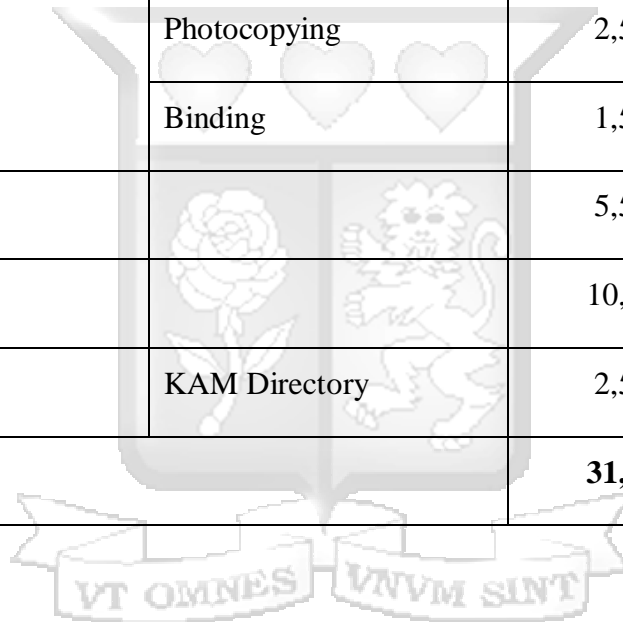 Photocopying 2,5
Binding 1,5
5,5
10,
KAM Directory 2,5
31,
VT OMNES VNVM SINT